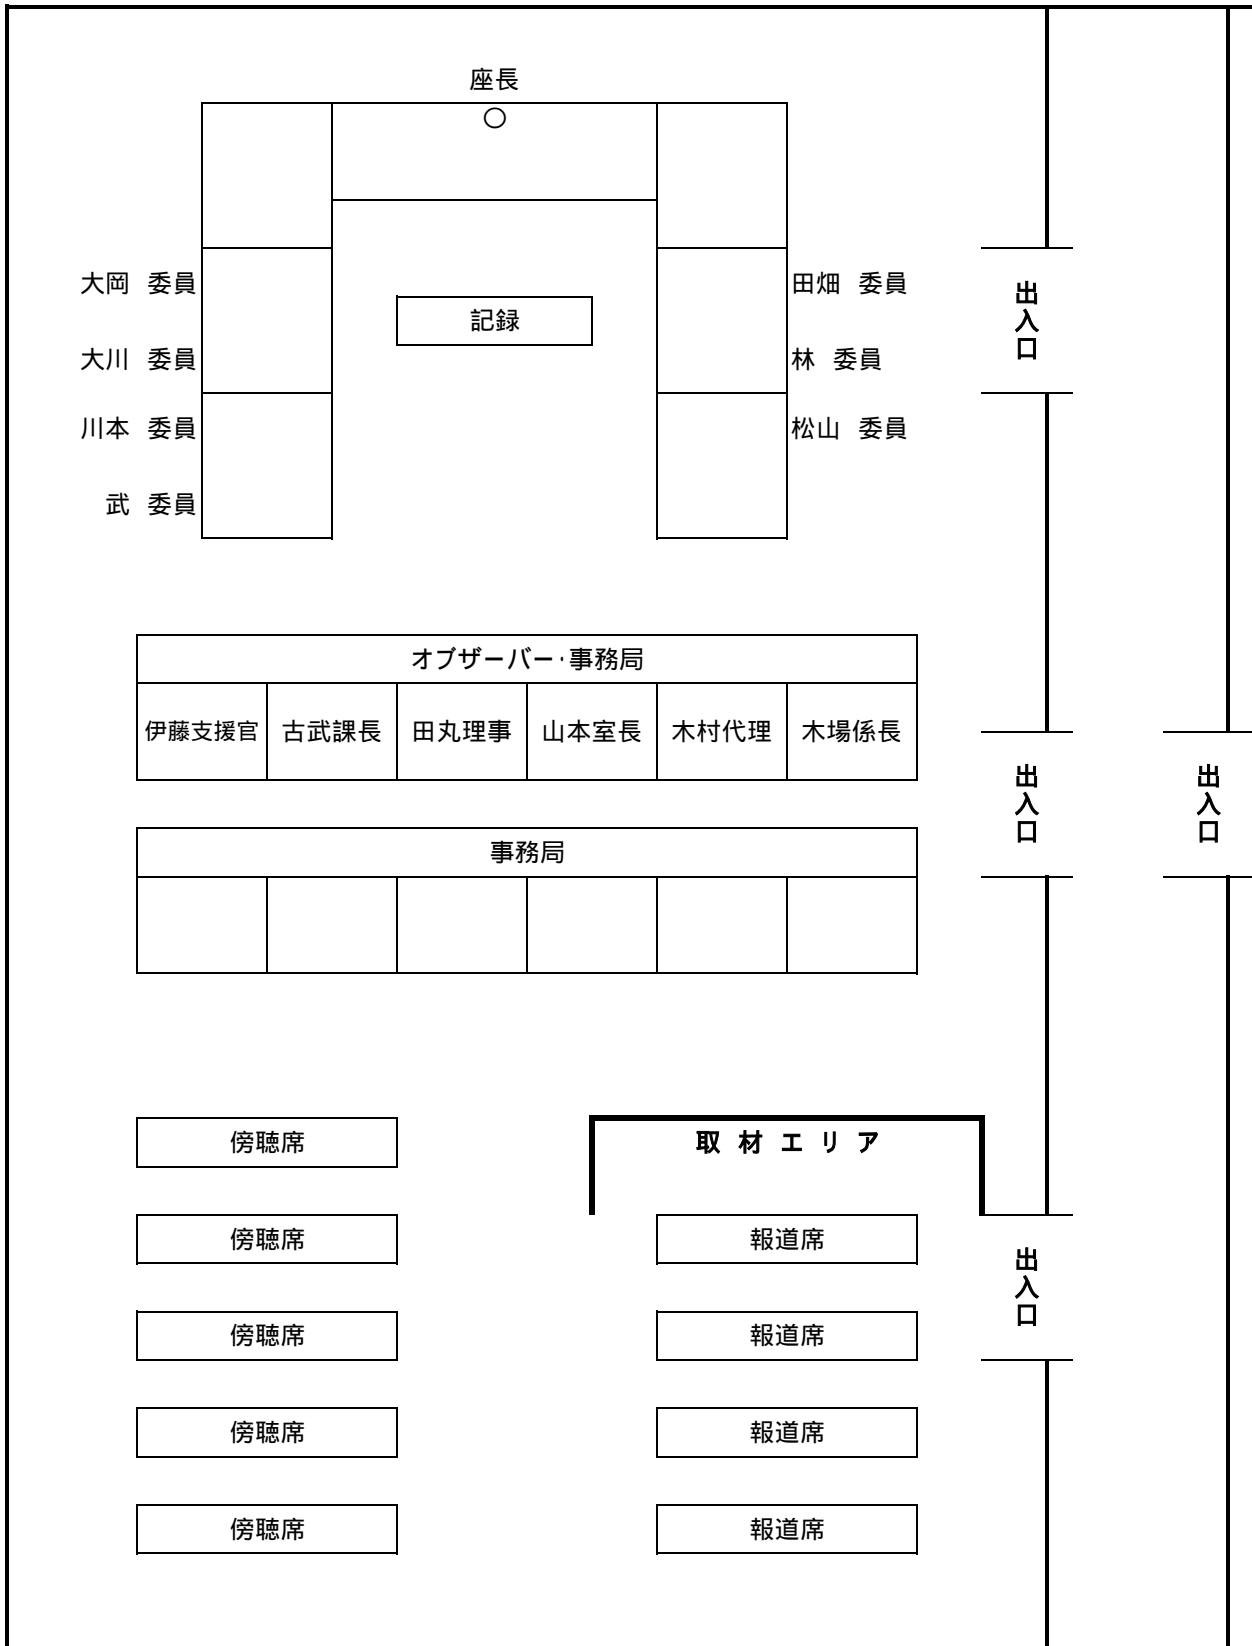 座長
○
大岡 委員
田畑 委員
出入口
記録
大川 委員
林 委員
川本 委員
松山 委員
武 委員
オブザーバー・事務局
伊藤支援官
古武課長
田丸理事
山本室長
木村代理
木場係長
出入口
出入口
事務局
傍聴席
取材エリア
傍聴席
報道席
出入口
傍聴席
報道席
傍聴席
報道席
傍聴席
報道席